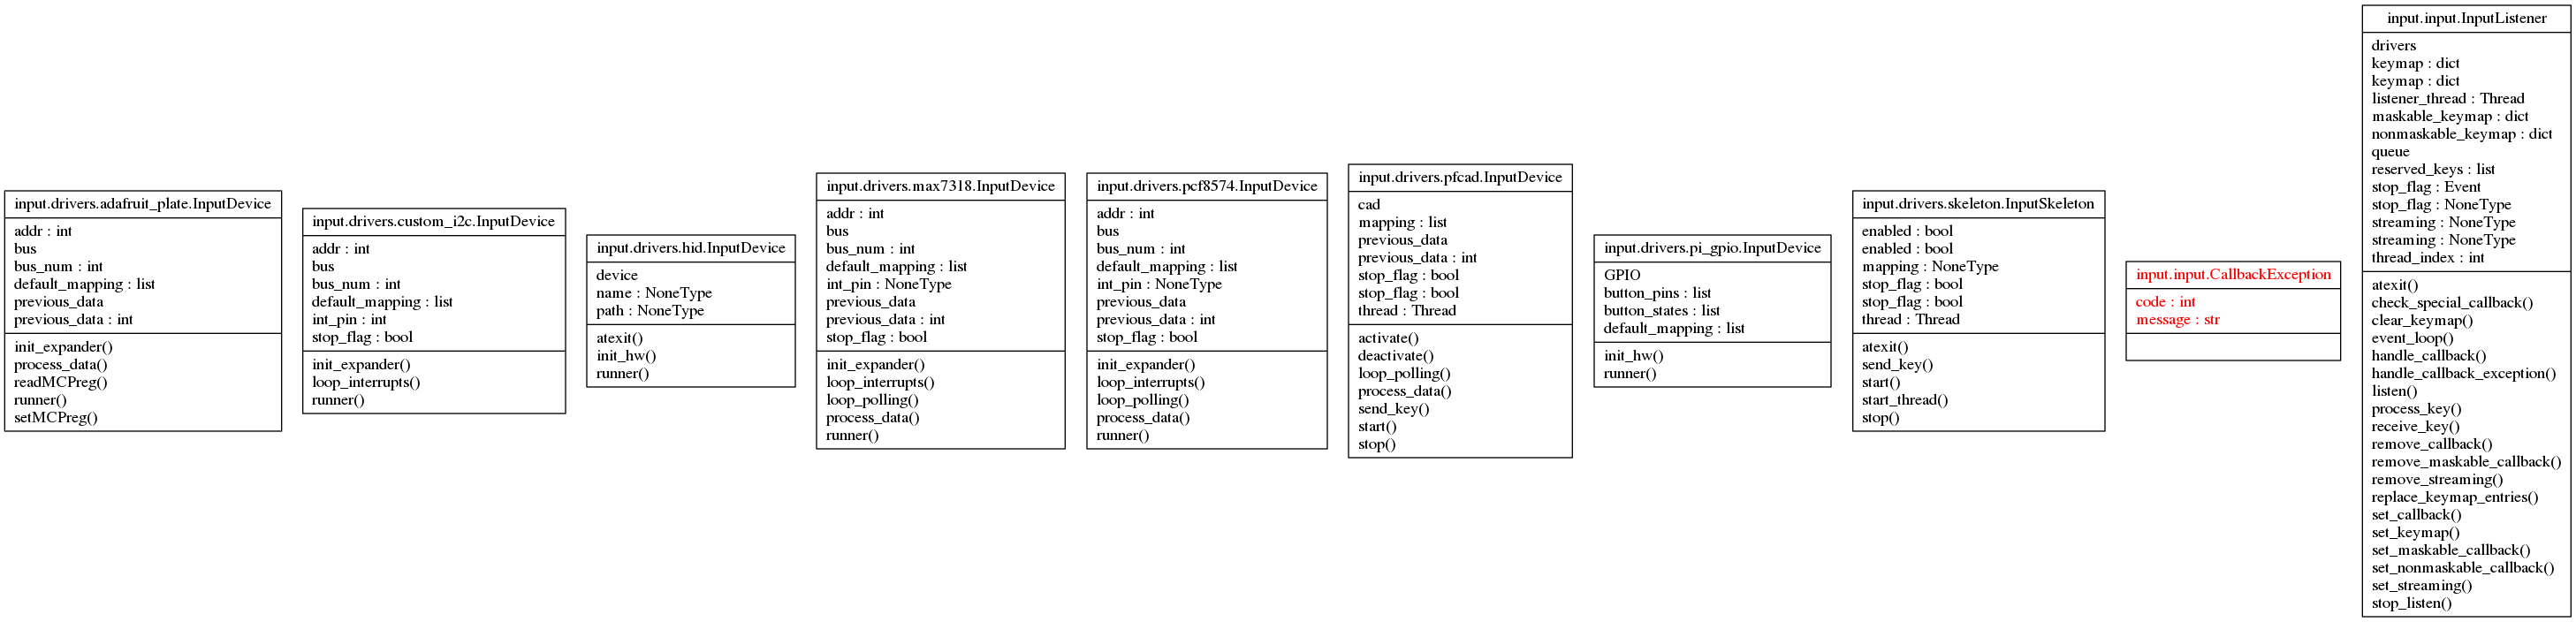 input.drivers.adafruit_plate.InputDevice
addr : int
bus
bus_num : int
default_mapping : list
previous_data
previous_data : int
init_expander()
process_data()
readMCPreg()
runner()
setMCPreg()
input.drivers.custom_i2c.InputDevice
addr : int
bus
bus_num : int
default_mapping : list
int_pin : int
stop_flag : bool
init_expander()
loop_interrupts()
runner()
input.drivers.hid.InputDevice
device
name : NoneType
path : NoneType
atexit()
init_hw()
runner()
input.drivers.max7318.InputDevice
addr : int
bus
bus_num : int
default_mapping : list
int_pin : NoneType
previous_data
previous_data : int
stop_flag : bool
init_expander()
loop_interrupts()
loop_polling()
process_data()
runner()
input.drivers.pcf8574.InputDevice
addr : int
bus
bus_num : int
default_mapping : list
int_pin : NoneType
previous_data
previous_data : int
stop_flag : bool
init_expander()
loop_interrupts()
loop_polling()
process_data()
runner()
input.drivers.pfcad.InputDevice
cad
mapping : list
previous_data
previous_data : int
stop_flag : bool
stop_flag : bool
thread : Thread
activate()
deactivate()
loop_polling()
process_data()
send_key()
start()
stop()
input.drivers.pi_gpio.InputDevice
GPIO
button_pins : list
button_states : list
default_mapping : list
init_hw()
runner()
input.drivers.skeleton.InputSkeleton
enabled : bool
enabled : bool
mapping : NoneType
stop_flag : bool
stop_flag : bool
thread : Thread
atexit()
send_key()
start()
start_thread()
stop()
input.input.CallbackException
code : int
message : str
input.input.InputListener
drivers
keymap : dict
keymap : dict
listener_thread : Thread
maskable_keymap : dict
nonmaskable_keymap : dict
queue
reserved_keys : list
stop_flag : Event
stop_flag : NoneType
streaming : NoneType
streaming : NoneType
thread_index : int
atexit()
check_special_callback()
clear_keymap()
event_loop()
handle_callback()
handle_callback_exception()
listen()
process_key()
receive_key()
remove_callback()
remove_maskable_callback()
remove_streaming()
replace_keymap_entries()
set_callback()
set_keymap()
set_maskable_callback()
set_nonmaskable_callback()
set_streaming()
stop_listen()